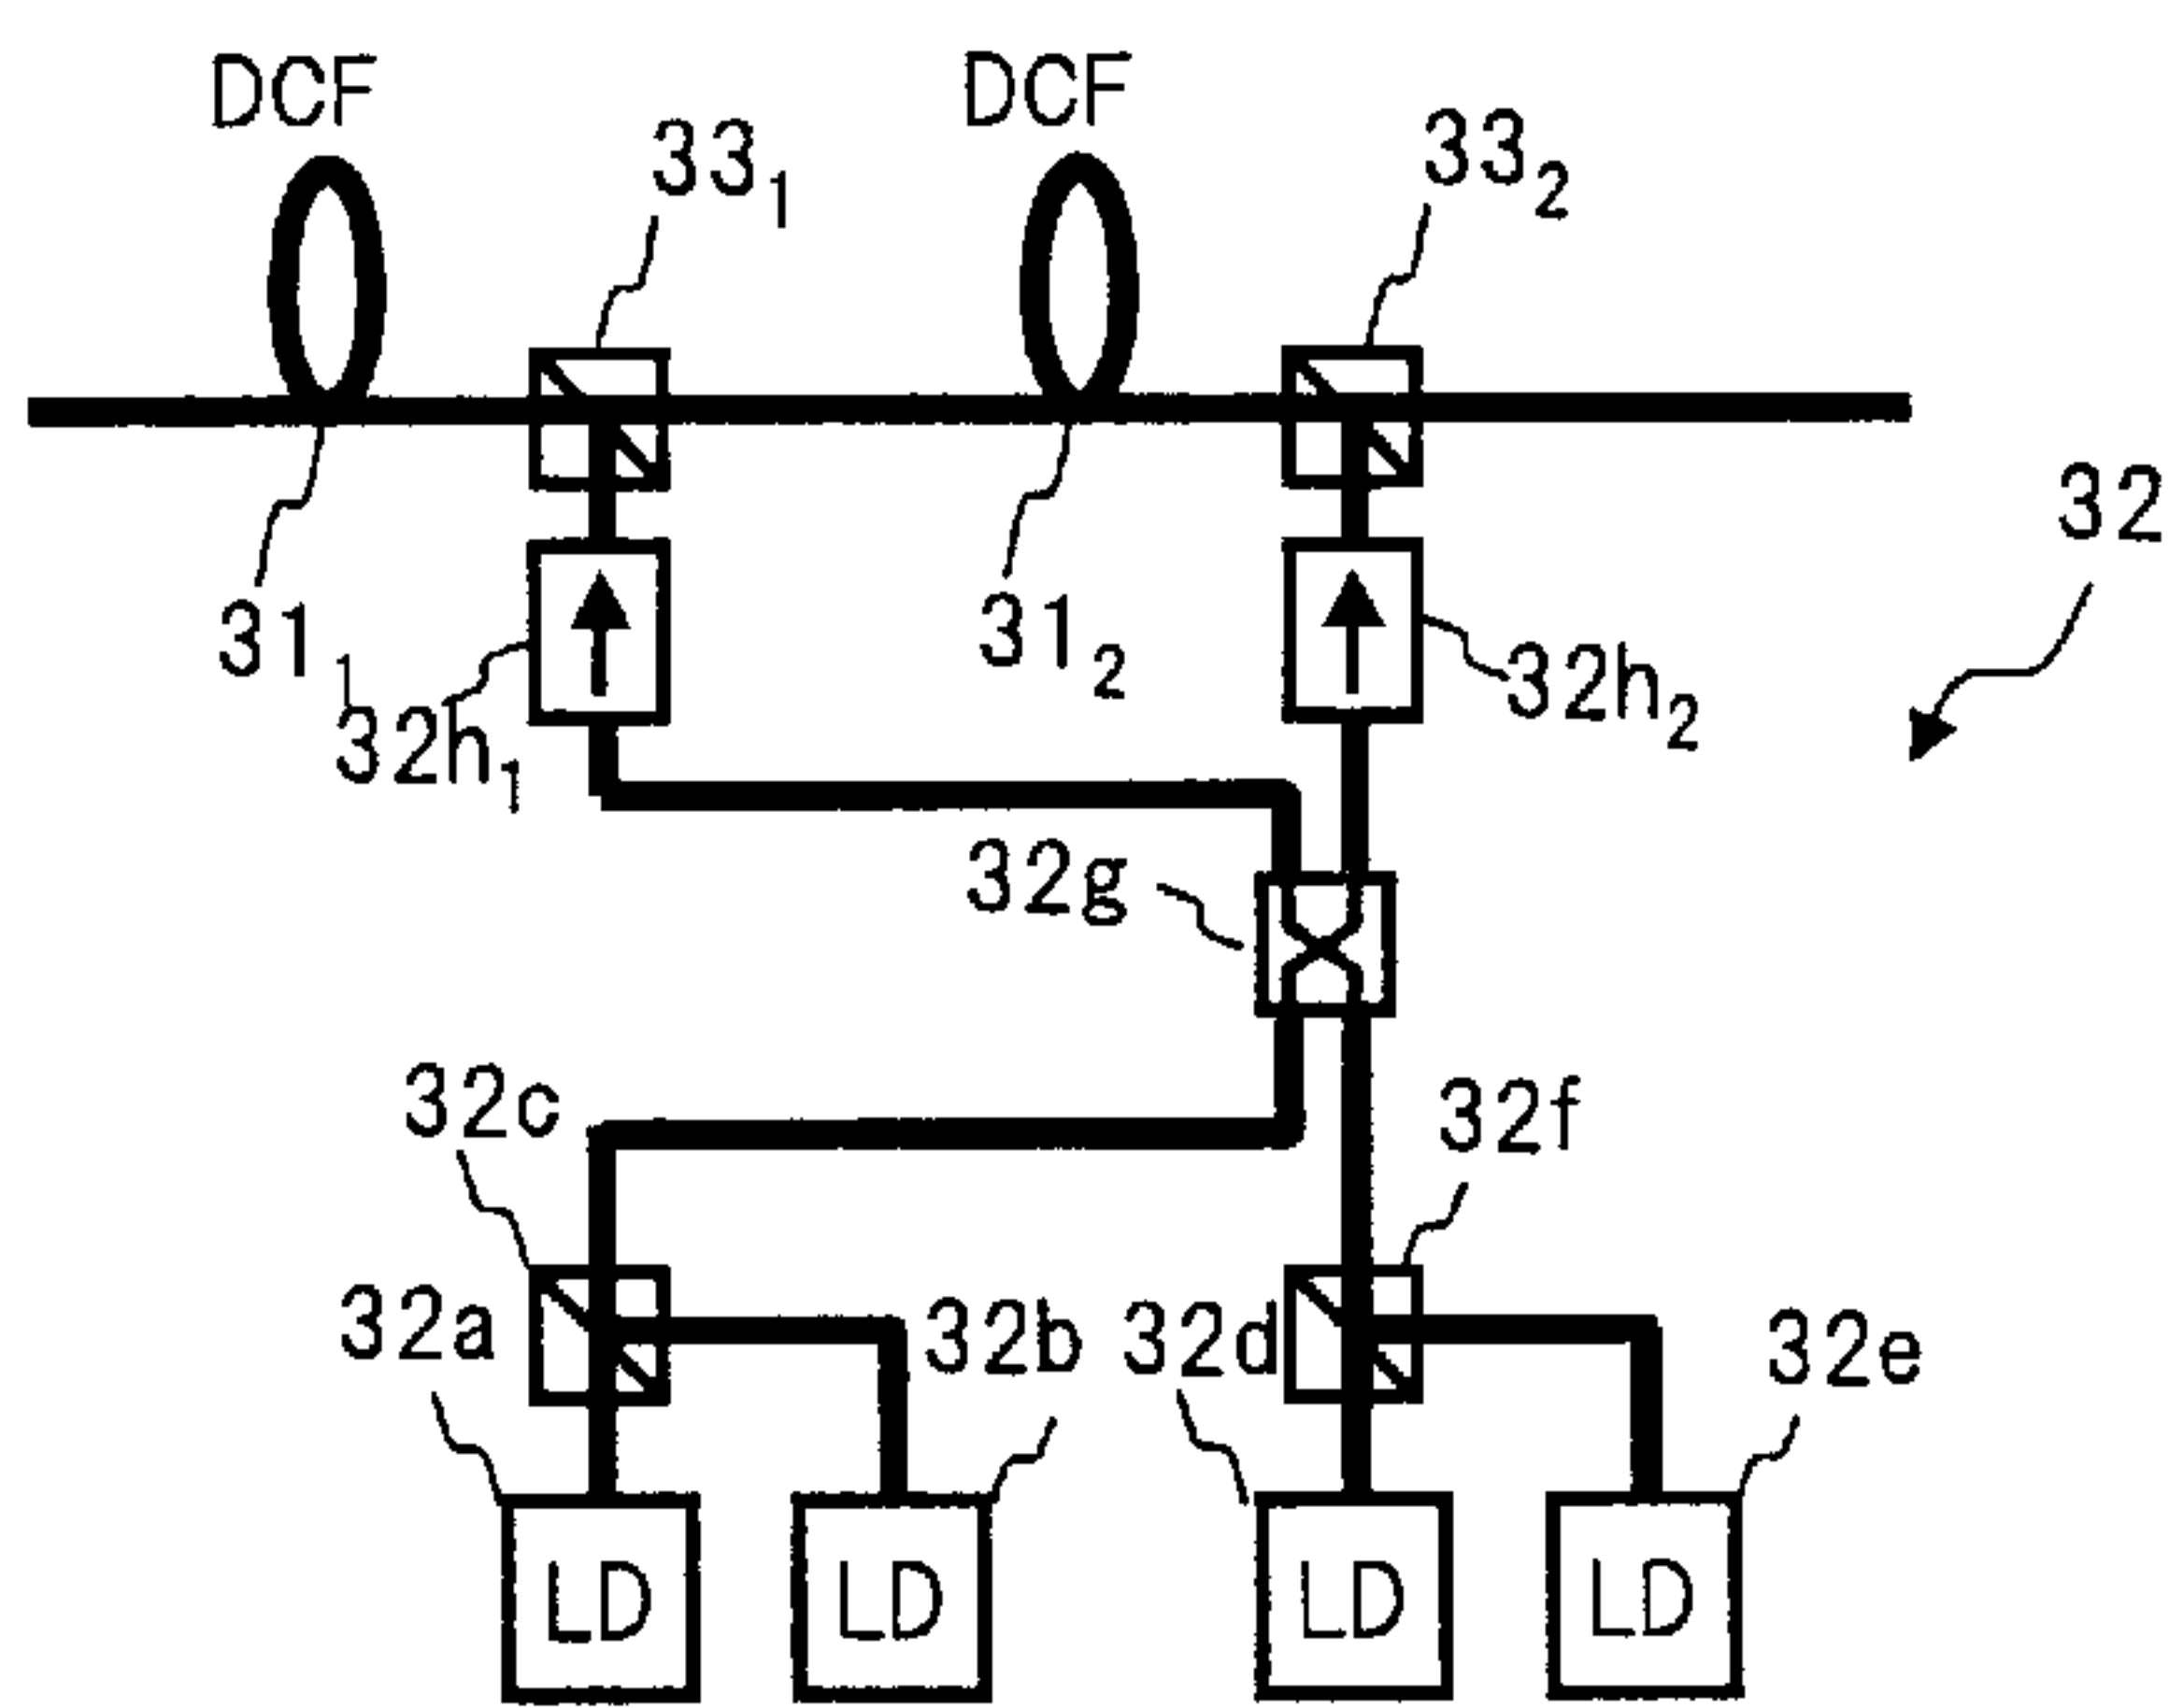 DCF
DCF
33₁
33₂
32
31₁
31₂
32h₁
32h₂
32g
32c
32f
32a
32b
32d
32e
LD
LD
LD
LD